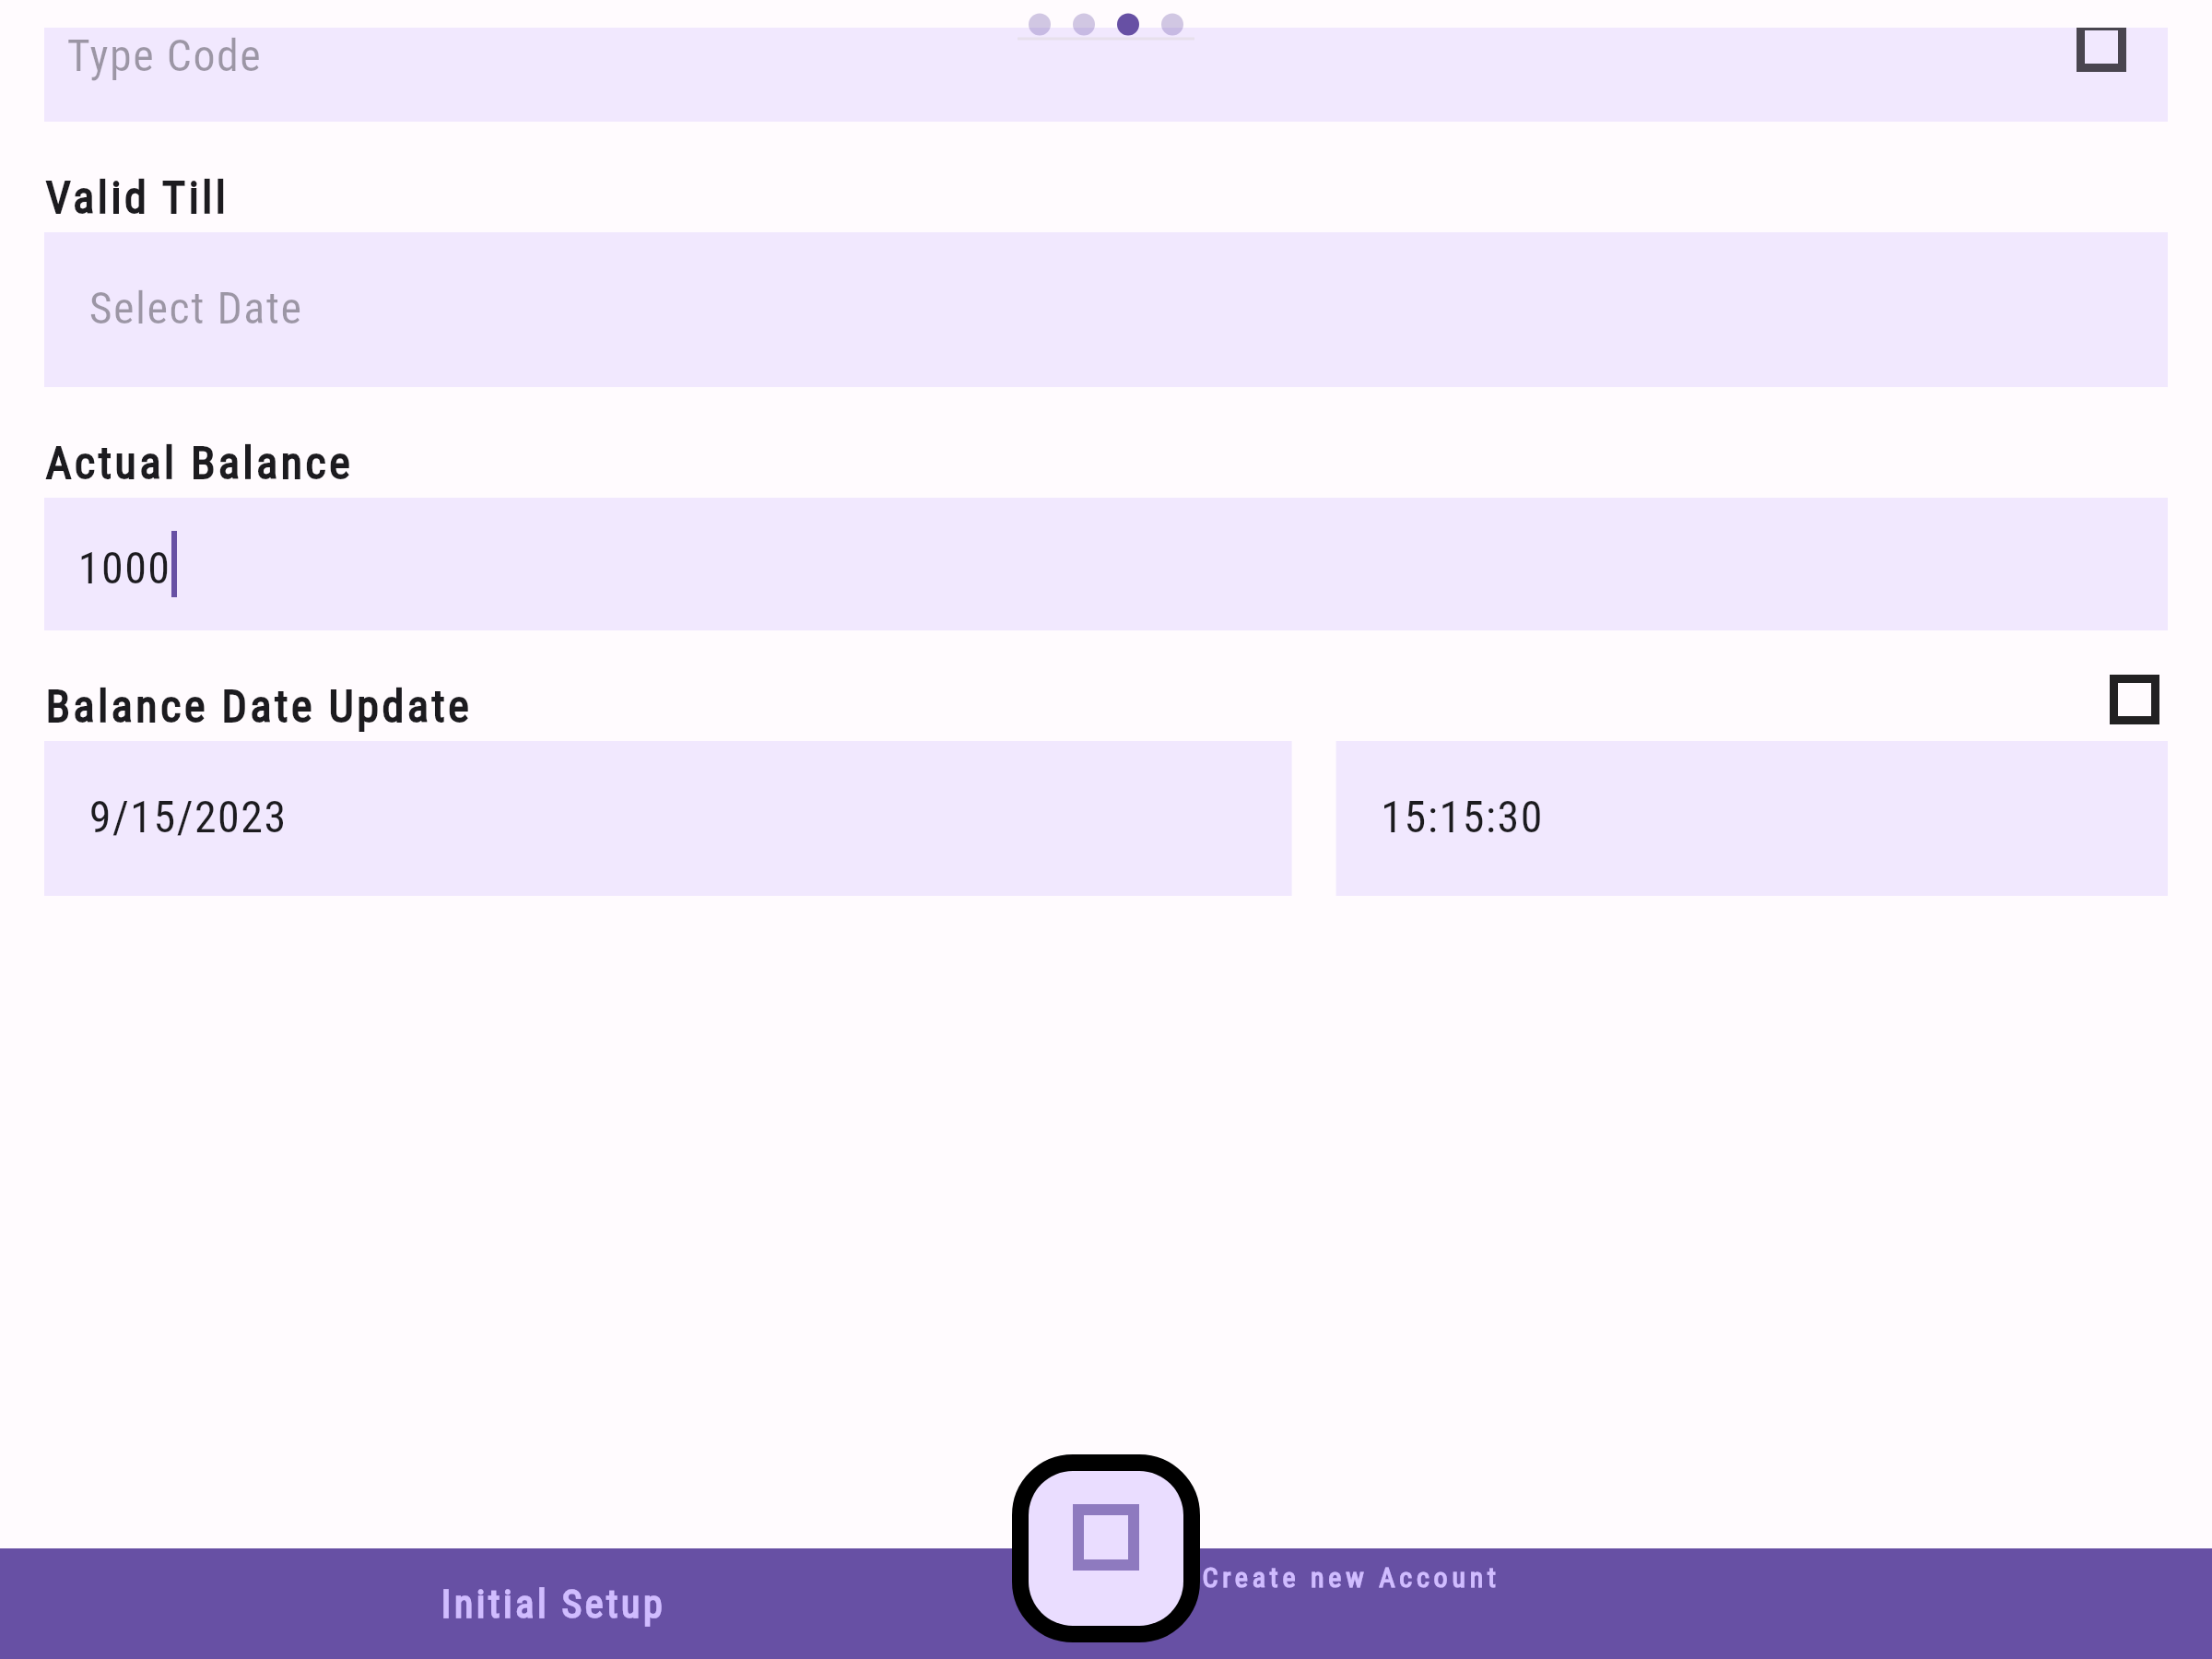 Type Code
Valid Till
Select Date
Actual Balance
1000
Balance Date Update
9/15/2023
15:15:30
Initial Setup
Create new Account